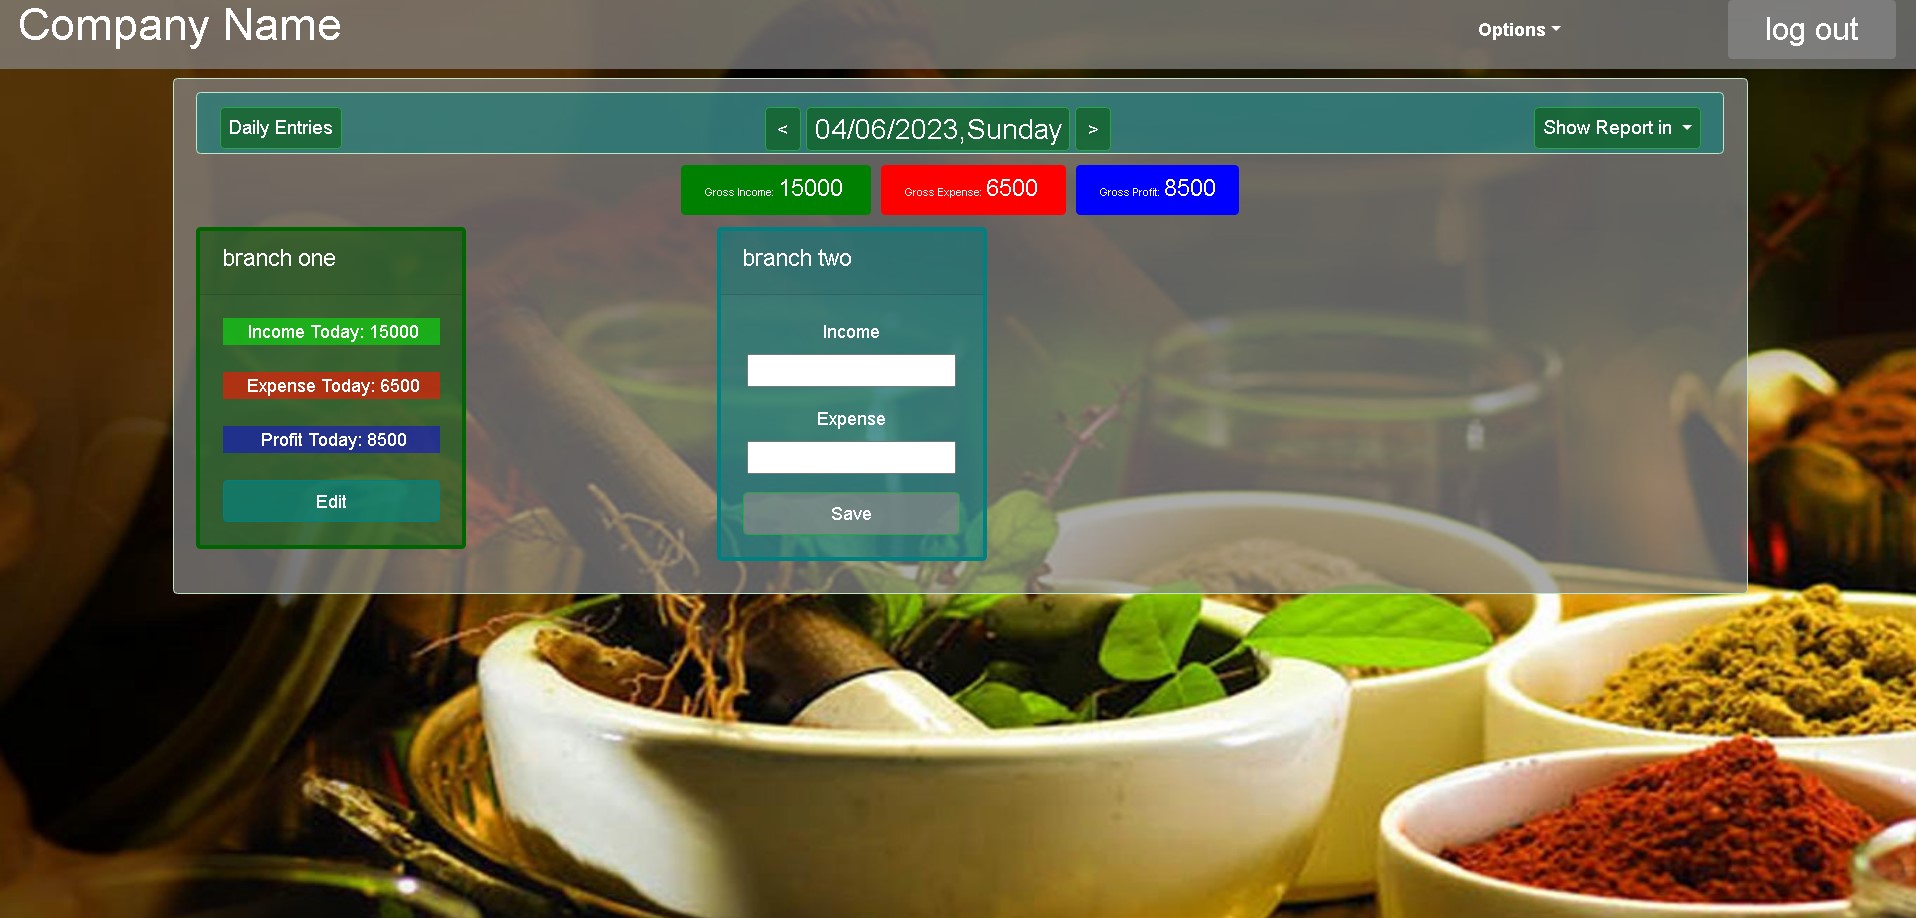 Company Name
Options
log out
Daily Entries
<
04/06/2023,Sunday
>
Show Report in
Gross Income: 15000
Gross Expense: 6500
Gross Profit: 8500
branch one
Income Today: 15000
Expense Today: 6500
Profit Today: 8500
Edit
branch two
Income
Expense
Save